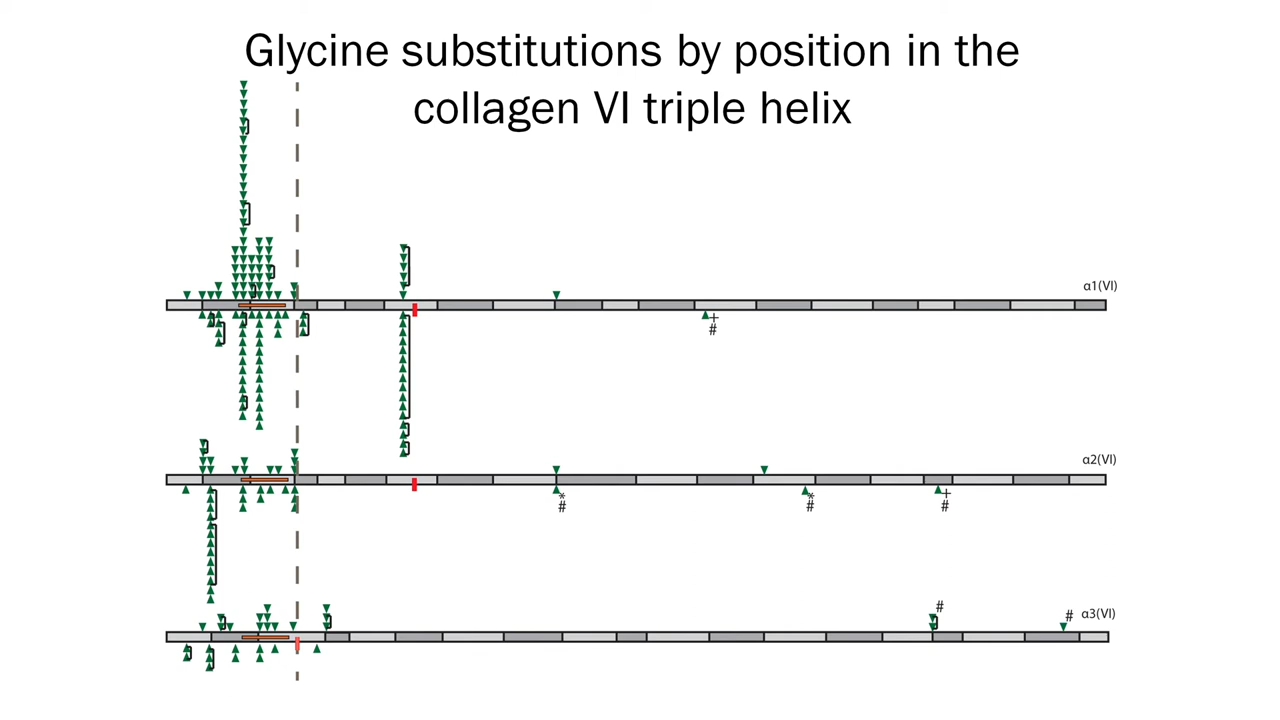 Glycine substitutions by position in the
collagen VI triple helix
α1(VI)
+
#
α2(VI)
*
#
*
#
+
#
#
#
α3(VI)